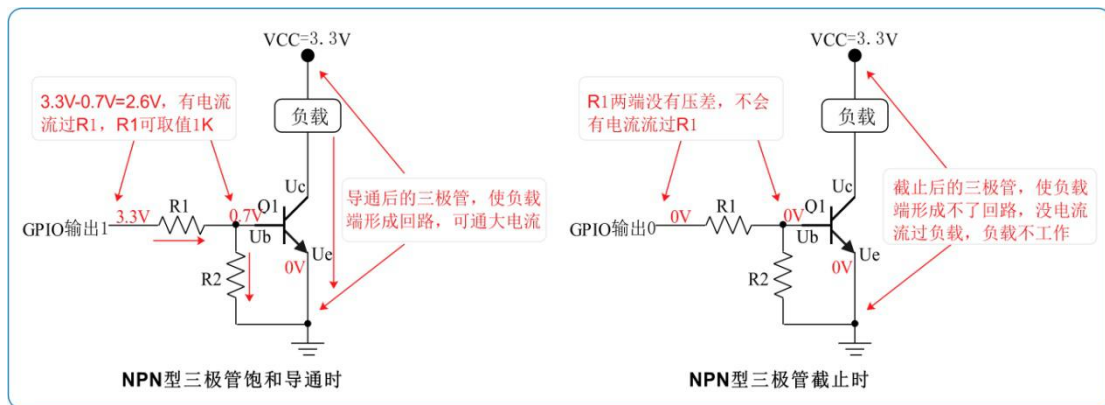 VCC=3.3V
3.3V-0.7V=2.6V，有电流
流过R1，R1可取值1K
负载
导通后的三极管，使负载
端形成回路，可通大电流
Uc
GPIO输出1
3.3V
R1
0.7V
Q1
Ub
Ue
0V
R2
NPN型三极管饱和导通时
VCC=3.3V
R1两端没有压差，不会
有电流流过R1
负载
截止后的三极管，使负载
端形成不了回路，没电流
流过负载，负载不工作
Uc
GPIO输出0
0V
R1
0V
Q1
Ub
Ue
R2
NPN型三极管截止时